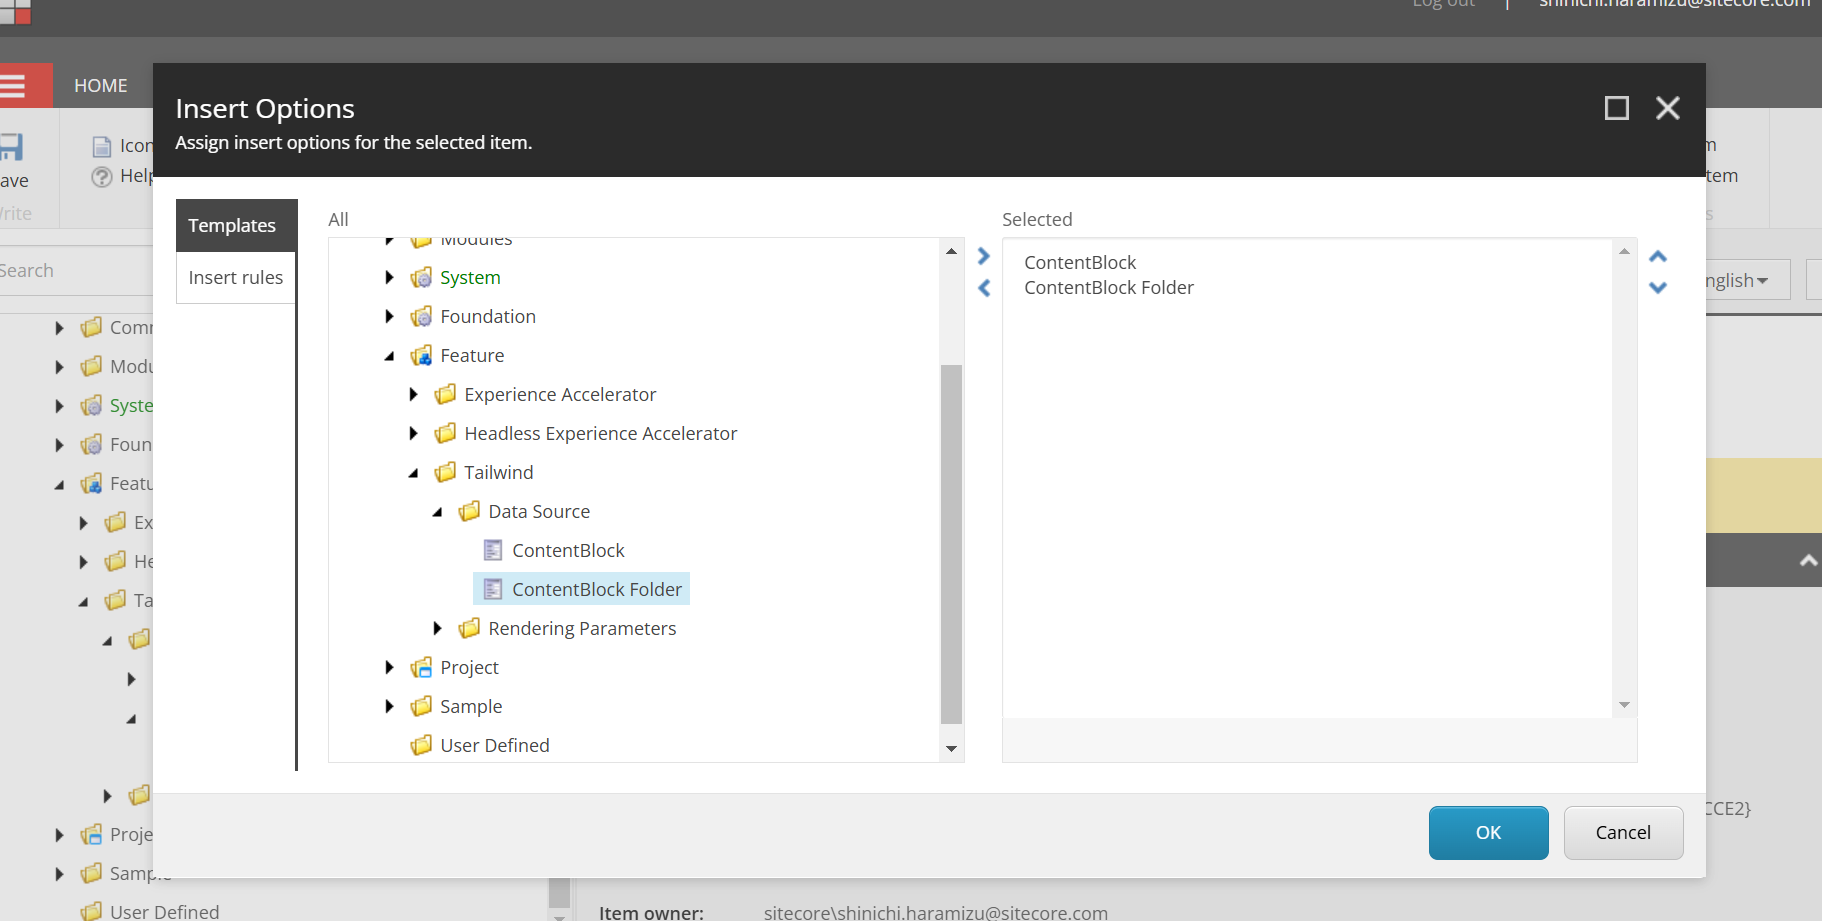 Log out | shinichi.haramizu@sitecore.com
HOME
Insert Options
Assign insert options for the selected item.
Icon
Help
ave
rite
m
tem
s
Templates
Insert rules
All
Selected
Modules
System
Foundation
Feature
Experience Accelerator
Headless Experience Accelerator
Tailwind
Data Source
ContentBlock
ContentBlock Folder
Rendering Parameters
Project
Sample
User Defined
ContentBlock
ContentBlock Folder
Search
nglish
Comm
Modu
Syste
Foun
Featu
Ex
He
Ta
Proje
Sample
User Defined
CCE2}
OK
Cancel
Item owner: sitecore\shinichi.haramizu@sitecore.com